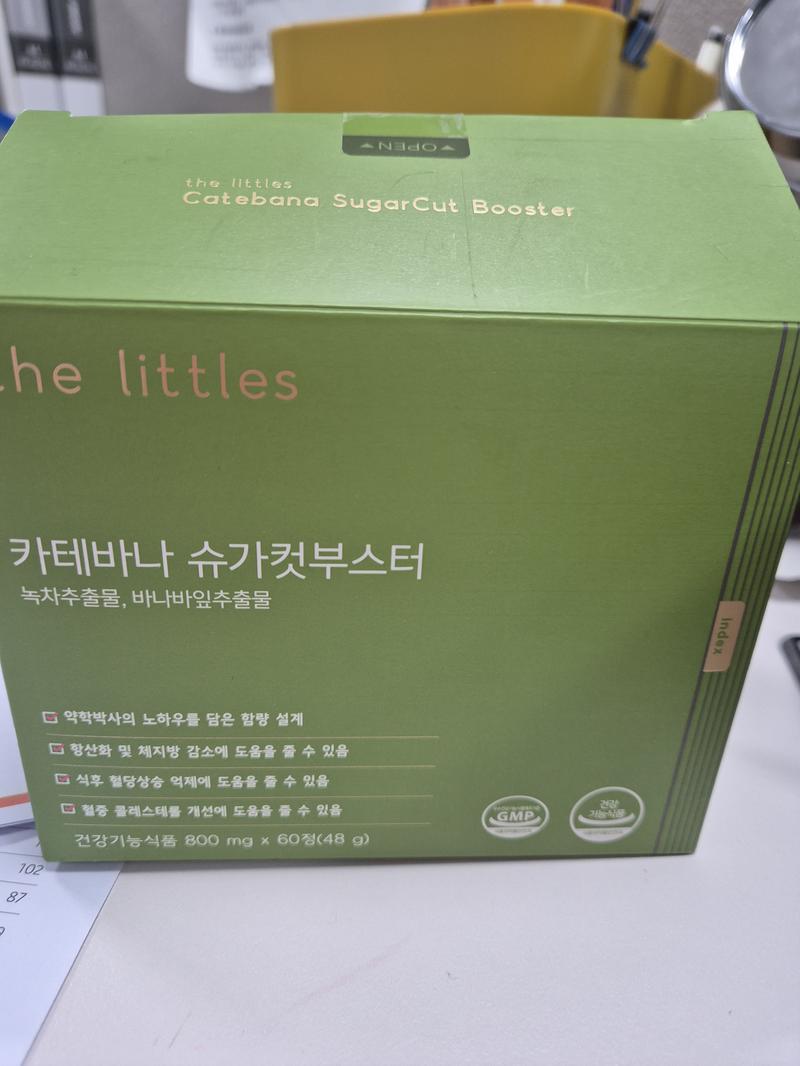 ◀OPEN▶
the littles
Catebana SugarCut Booster
the littles
카테바나 슈가컷부스터
녹차추출물, 바나바잎추출물
index
약학박사의 노하우를 담은 함량 설계
항산화 및 체지방 감소에 도움을 줄 수 있음
식후 혈당상승 억제에 도움을 줄 수 있음
혈중 콜레스테롤 개선에 도움을 줄 수 있음
건강기능식품 800 mg x 60정(48 g)
GMP
건강
기능식품
102
87